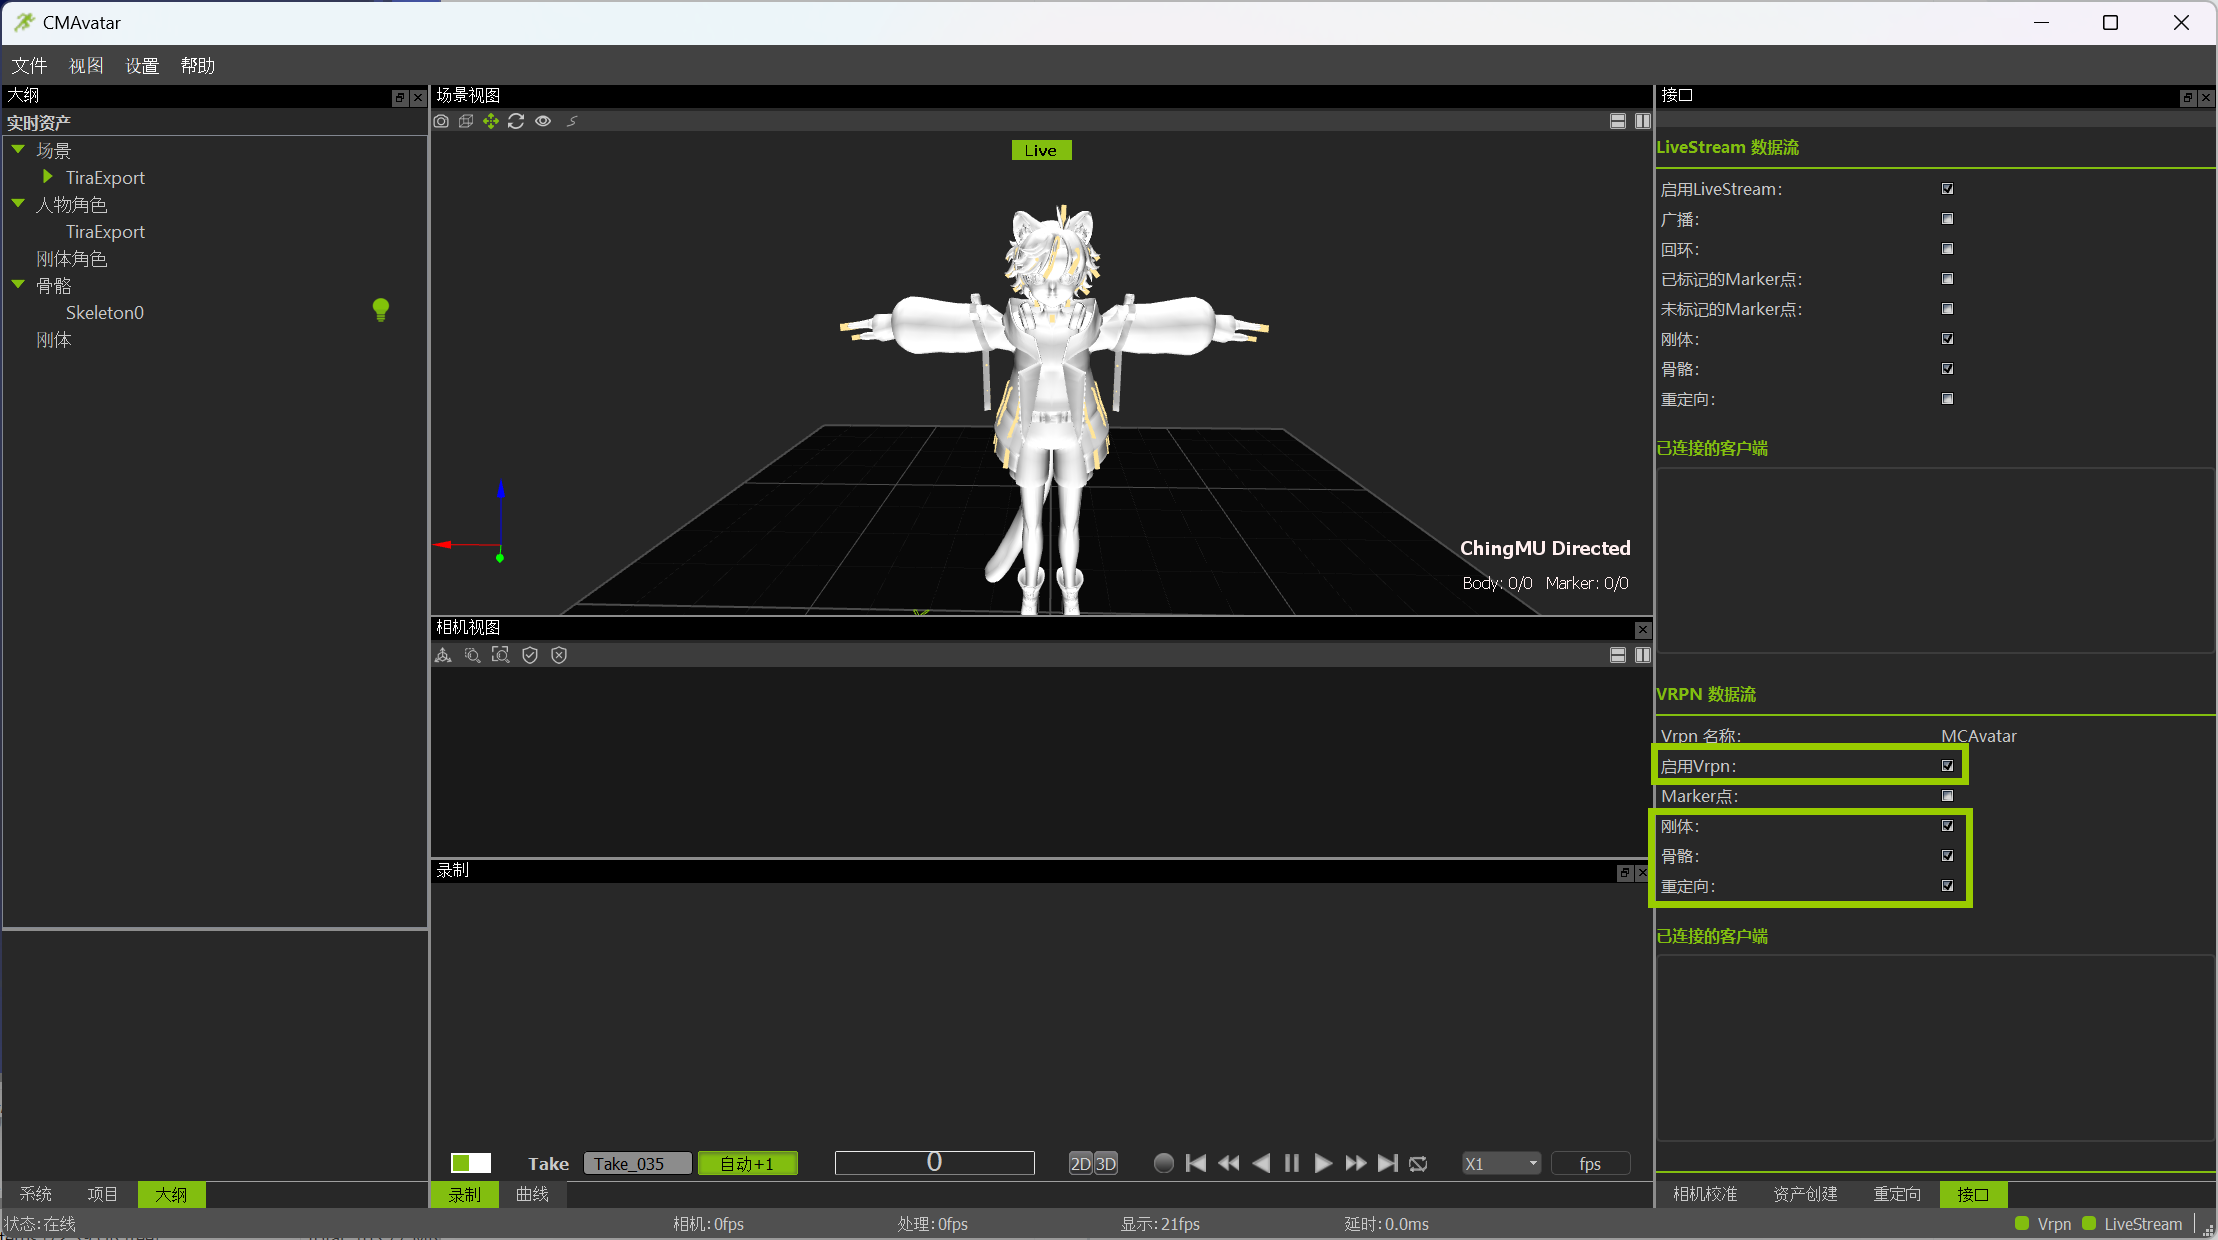 CMAvatar
文件 视图 设置 帮助
大纲
实时资产
场景
TiraExport
人物角色
TiraExport
刚体角色
骨骼
Skeleton0
刚体
场景视图
Live
ChingMU Directed
Body: 0/0 Marker: 0/0
相机视图
录制
Take Take_035 自动+1 0 2D 3D X1 fps
接口
LiveStream 数据流
启用LiveStream:
广播:
回环:
已标记的Marker点:
未标记的Marker点:
刚体:
骨骼:
重定向:
已连接的客户端
VRPN 数据流
Vrpn 名称: MCAvatar
启用Vrpn:
Marker点:
刚体:
骨骼:
重定向:
已连接的客户端
系统 项目 大纲
录制 曲线
相机校准 资产创建 重定向 接口
状态:在线 相机: 0fps 处理: 0fps 显示: 21fps 延时: 0.0ms Vrpn LiveStream